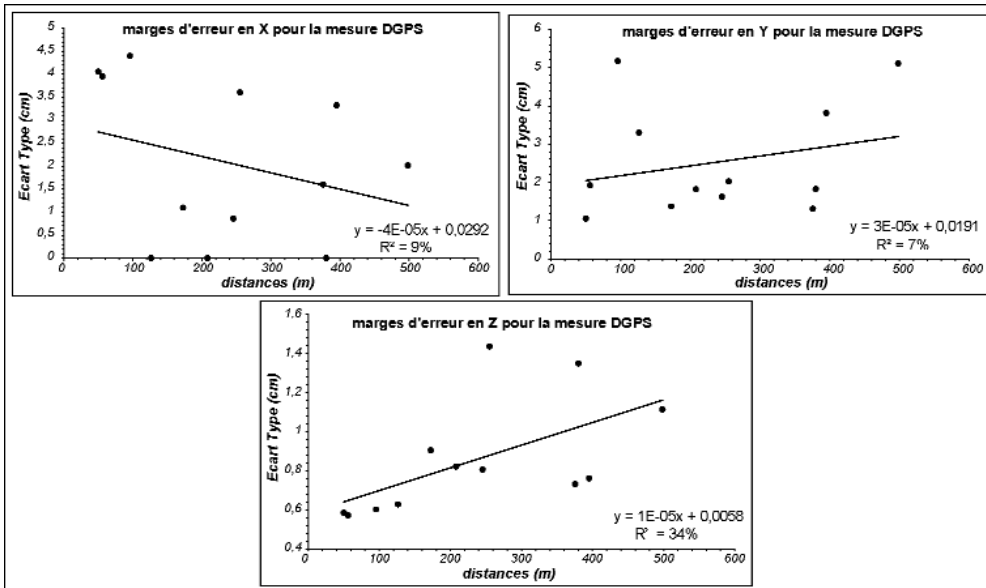 marges d'erreur en X pour la mesure DGPS
Ecart Type (cm)
5
4,5
4
3,5
3
2,5
2
1,5
1
0,5
0
0 100 200 300 400 500 600
distances (m)
y = -4E-05x + 0,0292
R² = 9%
marges d'erreur en Y pour la mesure DGPS
Ecart Type (cm)
6
5
4
3
2
1
0
0 100 200 300 400 500 600
distances (m)
y = 3E-05x + 0,0191
R² = 7%
marges d'erreur en Z pour la mesure DGPS
Ecart Type (cm)
1,6
1,4
1,2
1
0,8
0,6
0.4
0 100 200 300 400 500 600
distances (m)
y = 1E-05x + 0,0058
R² = 34%